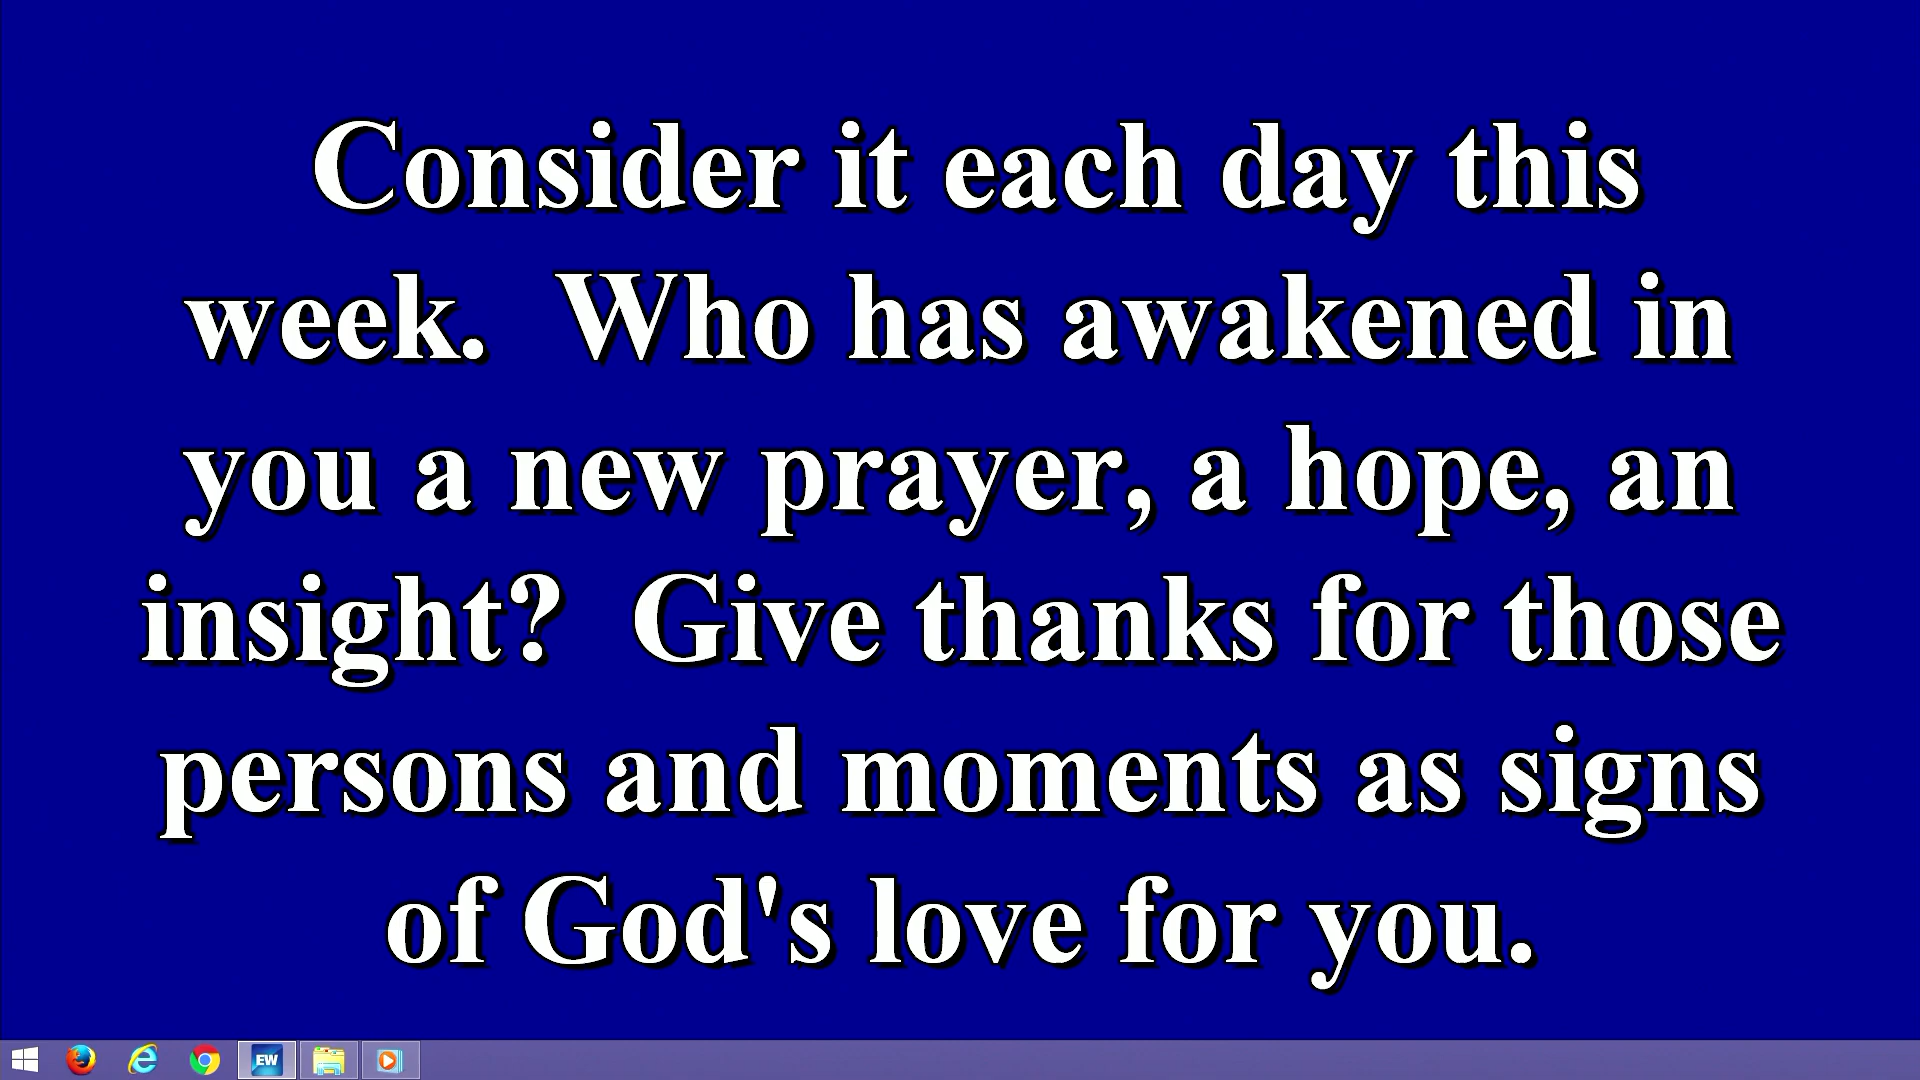 Consider it each day this
week.  Who has awakened in
you a new prayer, a hope, an
insight?  Give thanks for those
persons and moments as signs
of God's love for you.
EW